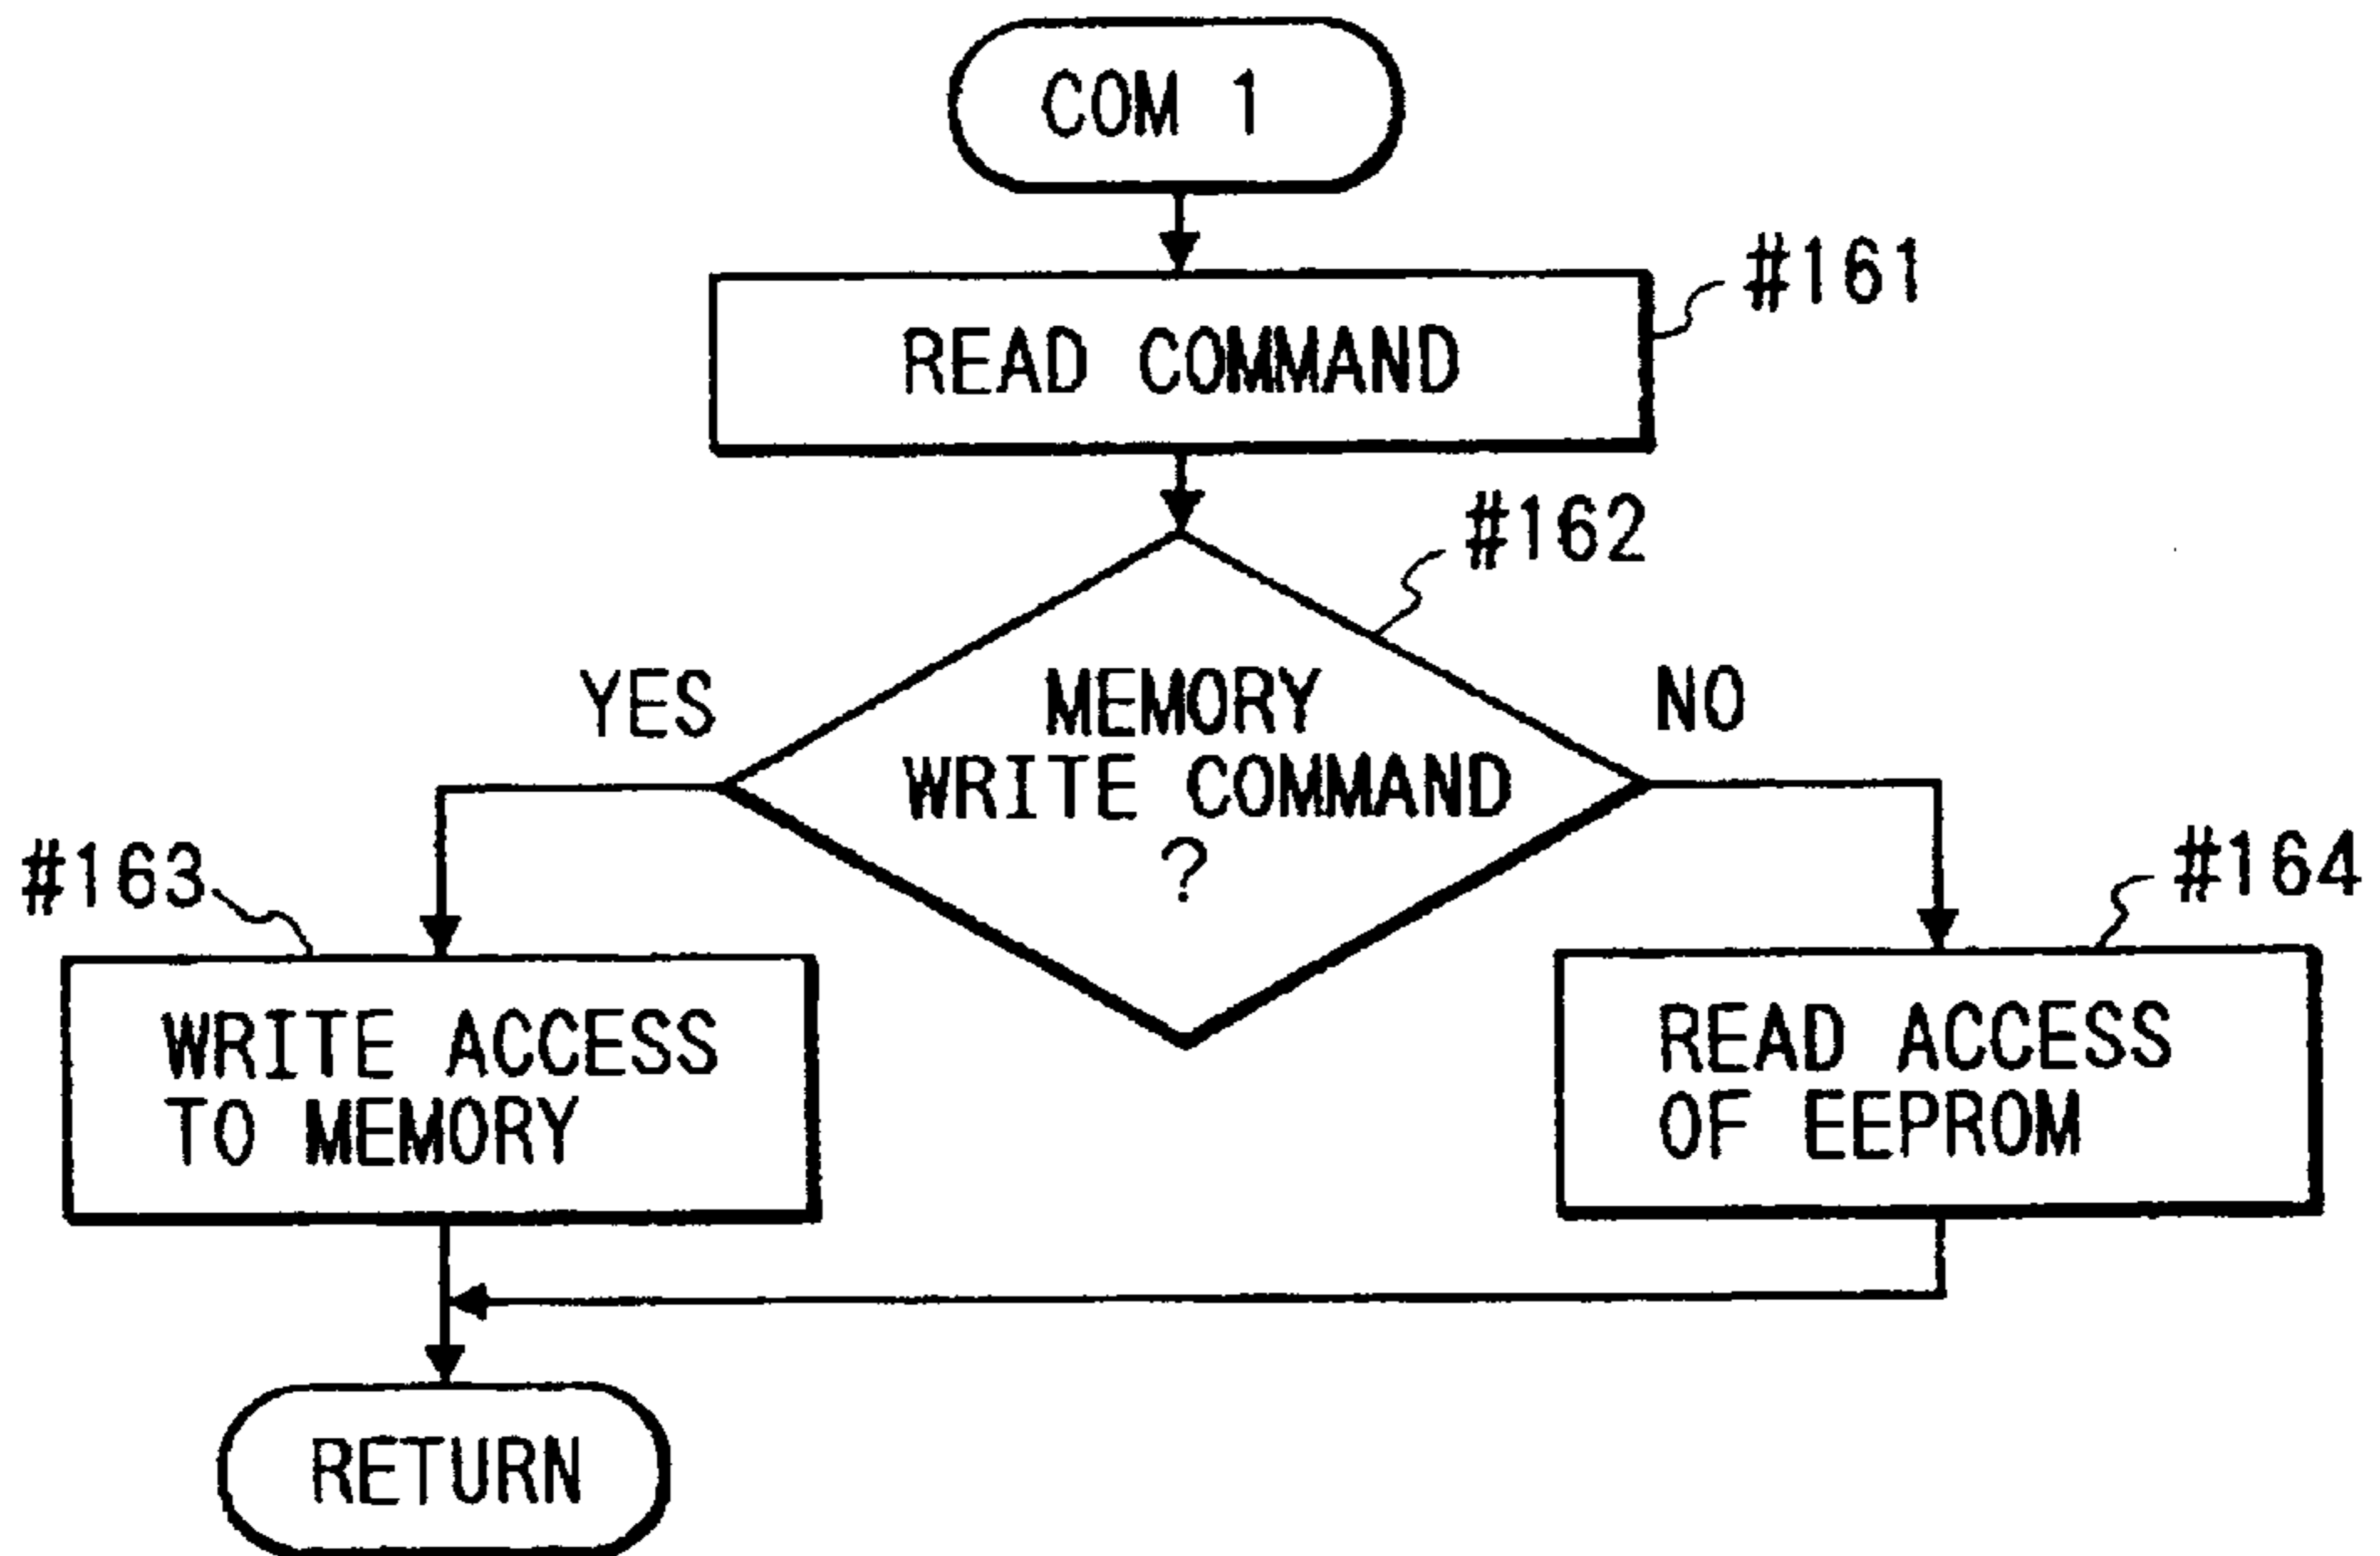 COM 1
#161
READ COMMAND
#162
YES
MEMORY
WRITE COMMAND
?
NO
#163
WRITE ACCESS
TO MEMORY
#164
READ ACCESS
OF EEPROM
RETURN